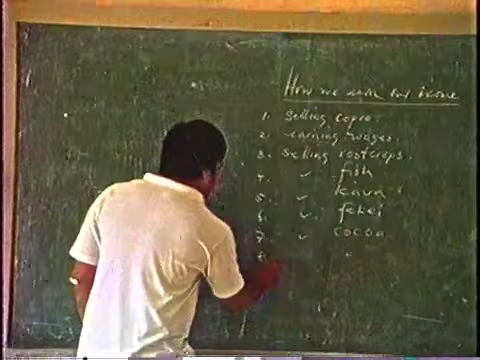 How we earn our income
1. Selling copra.
2. earning wages.
3. Selling rootcrops.
4. " fish
5. " kava
6. " fekei
7. " cocoa
8. "